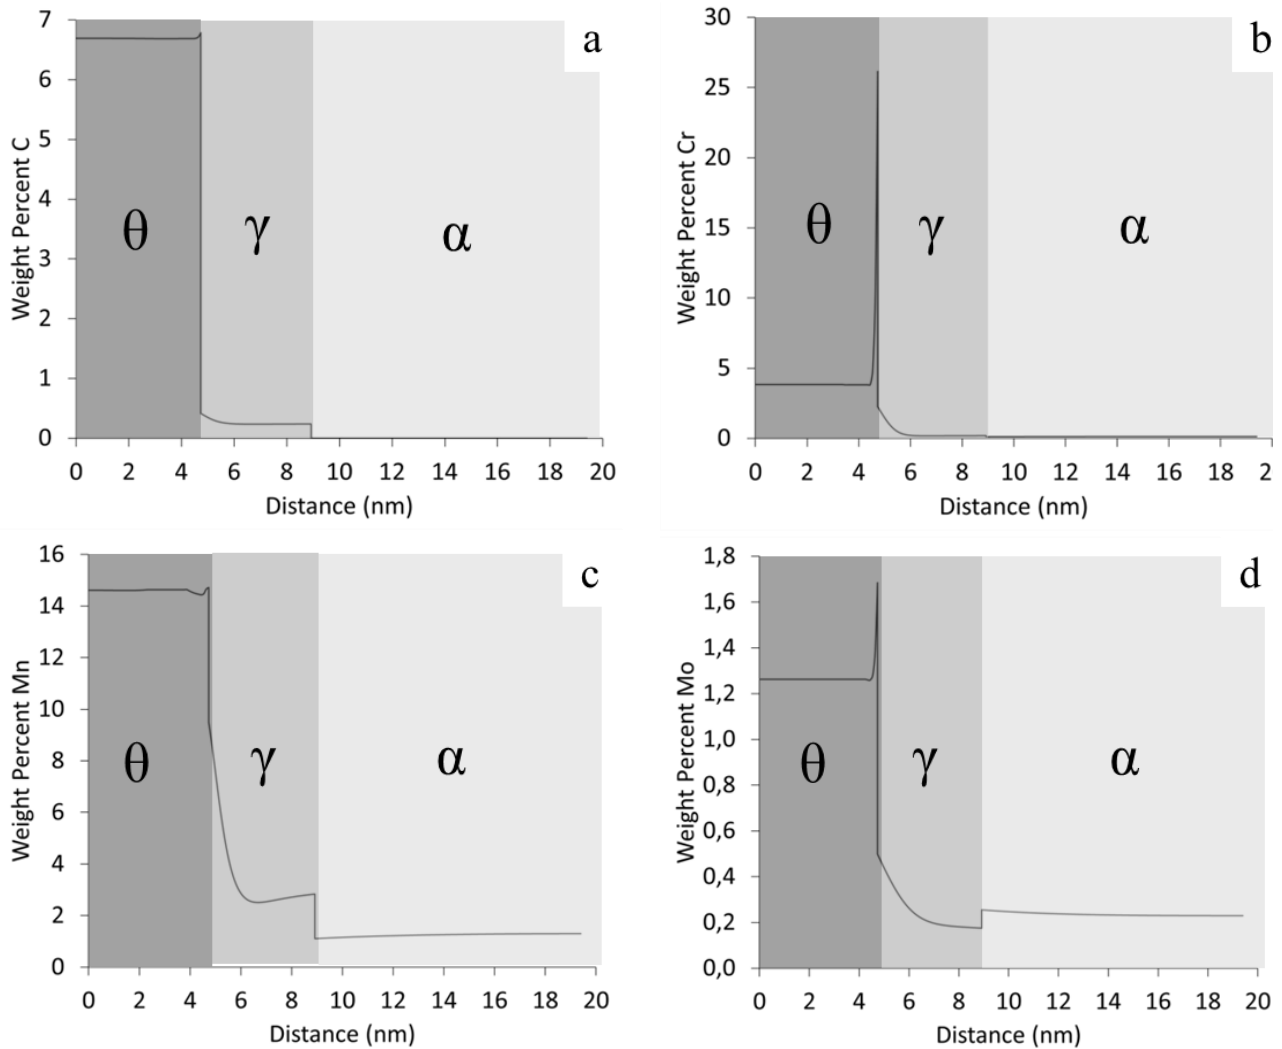 a
Weight Percent C
7
6
5
4
3
2
1
0
θ
γ
α
0 2 4 6 8 10 12 14 16 18 20
Distance (nm)
b
Weight Percent Cr
30
25
20
15
10
5
0
θ
γ
α
0 2 4 6 8 10 12 14 16 18 2
Distance (nm)
c
Weight Percent Mn
16
14
12
10
8
6
4
2
0
θ
γ
α
0 2 4 6 8 10 12 14 16 18 20
Distance (nm)
d
Weight Percent Mo
1,8
1,6
1,4
1,2
1,0
0,8
0,6
0,4
0,2
0,0
θ
γ
α
0 2 4 6 8 10 12 14 16 18 20
Distance (nm)